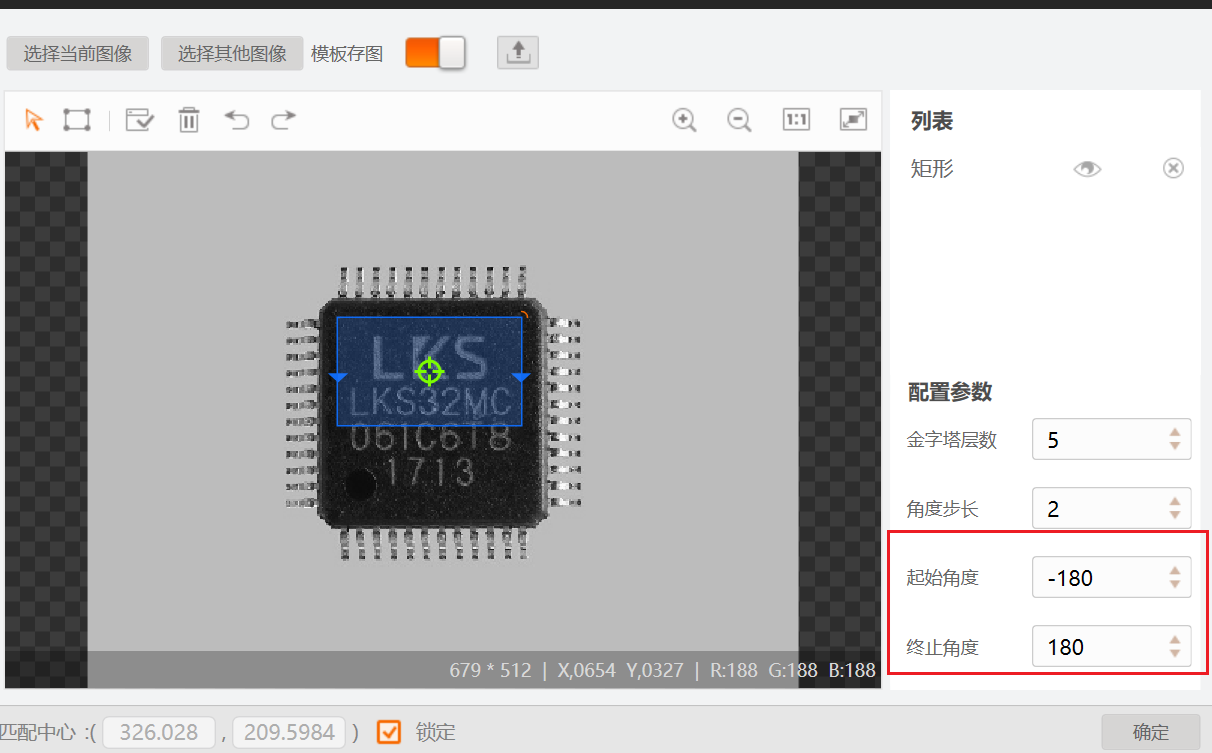 选择当前图像 选择其他图像 模板存图
1:1
列表
矩形
LKS
LKS32MC
061C6T8
1713
配置参数
金字塔层数 5
角度步长 2
起始角度 -180
终止角度 180
679 * 512 | X,0654 Y,0327 | R:188 G:188 B:188
匹配中心 :( 326.028 , 209.5984 ) 锁定 确定